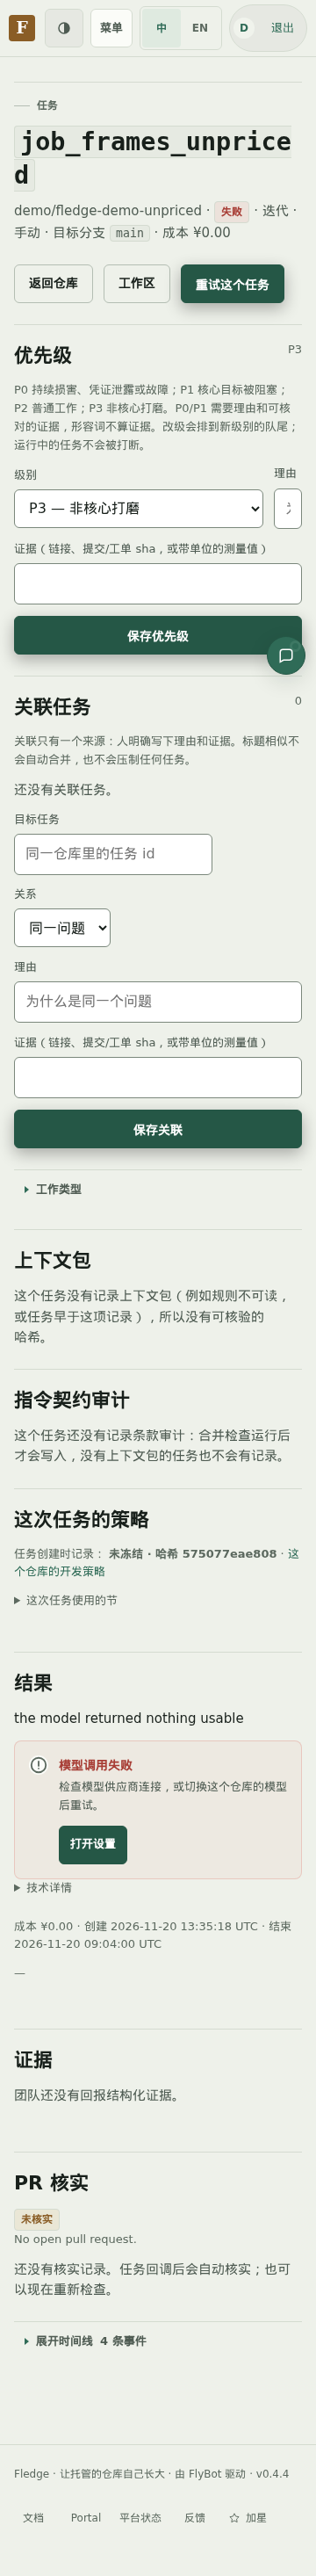 F
菜单
中
EN
D
退出
任务
job_frames_unprice
d
demo/fledge-demo-unpriced · 失败 · 迭代 ·
手动 · 目标分支 main · 成本 ¥0.00
返回仓库
工作区
重试这个任务
优先级
P3
P0 持续损害、凭证泄露或故障；P1 核心目标被阻塞；
P2 普通工作；P3 非核心打磨。P0/P1 需要理由和可核
对的证据，形容词不算证据。改级会排到新级别的队尾；
运行中的任务不会被打断。
级别
理由
P3 — 非核心打磨
证据（链接、提交/工单 sha，或带单位的测量值）
保存优先级
关联任务
0
关联只有一个来源：人明确写下理由和证据。标题相似不
会自动合并，也不会压制任何任务。
还没有关联任务。
目标任务
同一仓库里的任务 id
关系
同一问题
理由
为什么是同一个问题
证据（链接、提交/工单 sha，或带单位的测量值）
保存关联
工作类型
上下文包
这个任务没有记录上下文包（例如规则不可读，
或任务早于这项记录），所以没有可核验的
哈希。
指令契约审计
这个任务还没有记录条款审计：合并检查运行后
才会写入，没有上下文包的任务也不会有记录。
这次任务的策略
任务创建时记录： 未冻结 · 哈希 575077eae808 · 这
个仓库的开发策略
这次任务使用的节
结果
the model returned nothing usable
模型调用失败
检查模型供应商连接，或切换这个仓库的模型
后重试。
打开设置
技术详情
成本 ¥0.00 · 创建 2026-11-20 13:35:18 UTC · 结束
2026-11-20 09:04:00 UTC
—
证据
团队还没有回报结构化证据。
PR 核实
未核实
No open pull request.
还没有核实记录。任务回调后会自动核实；也可
以现在重新检查。
展开时间线 4 条事件
Fledge · 让托管的仓库自己长大 · 由 FlyBot 驱动 · v0.4.4
文档
Portal
平台状态
反馈
加星